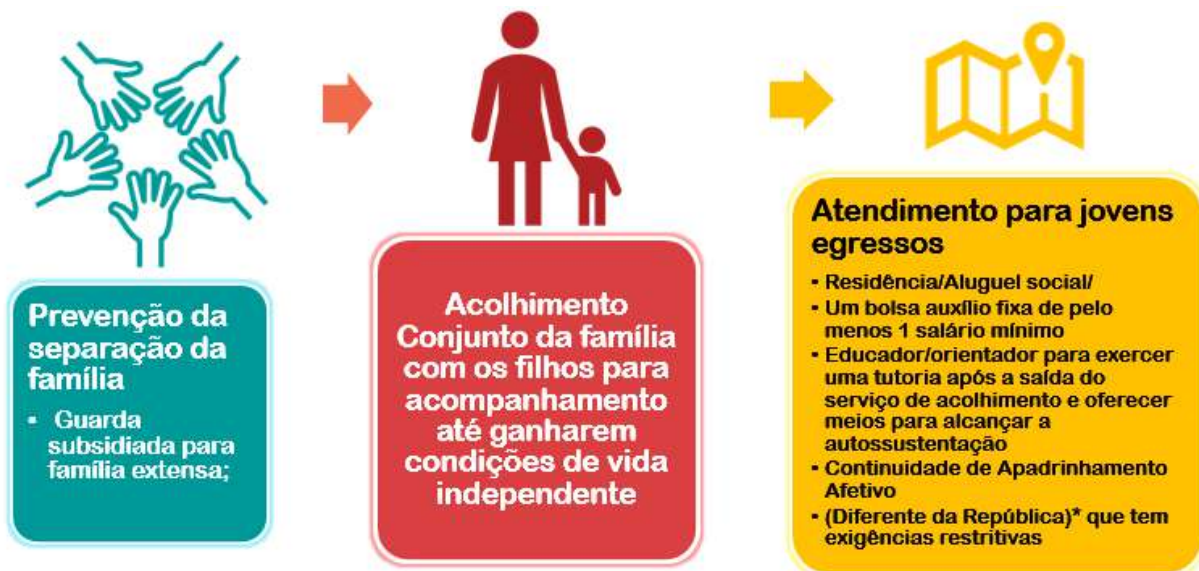 Prevenção da
separação da
família
▪ Guarda
subsidiada para
família extensa;
Acolhimento
Conjunto da família
com os filhos para
acompanhamento
até ganharem
condições de vida
independente
Atendimento para jovens
egressos
▪ Residência/Aluguel social/
▪ Um bolsa auxílio fixa de pelo
menos 1 salário mínimo
▪ Educador/orientador para exercer
uma tutoria após a saída do
serviço de acolhimento e oferecer
meios para alcançar a
autossustentação
▪ Continuidade de Apadrinhamento
Afetivo
▪ (Diferente da República)* que tem
exigências restritivas